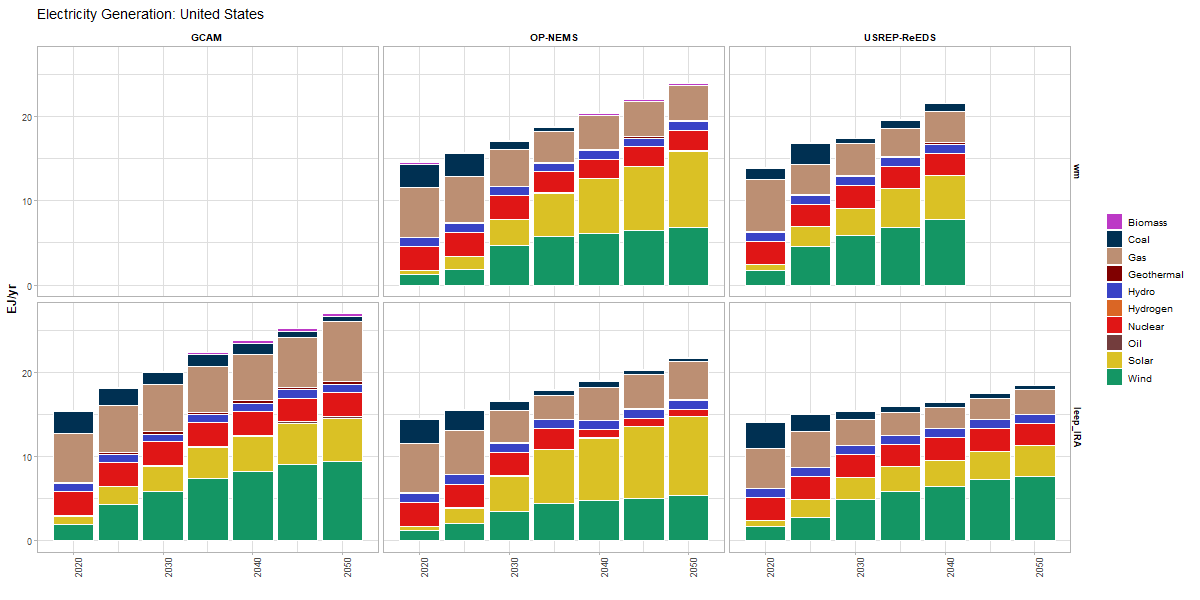 Electricity Generation: United States
GCAM
OP-NEMS
USREP-ReEDS
20
10
0
wm
EJ/yr
20
10
0
leep_IRA
2020
2030
2040
2050
2020
2030
2040
2050
2020
2030
2040
2050
Biomass
Coal
Gas
Geothermal
Hydro
Hydrogen
Nuclear
Oil
Solar
Wind